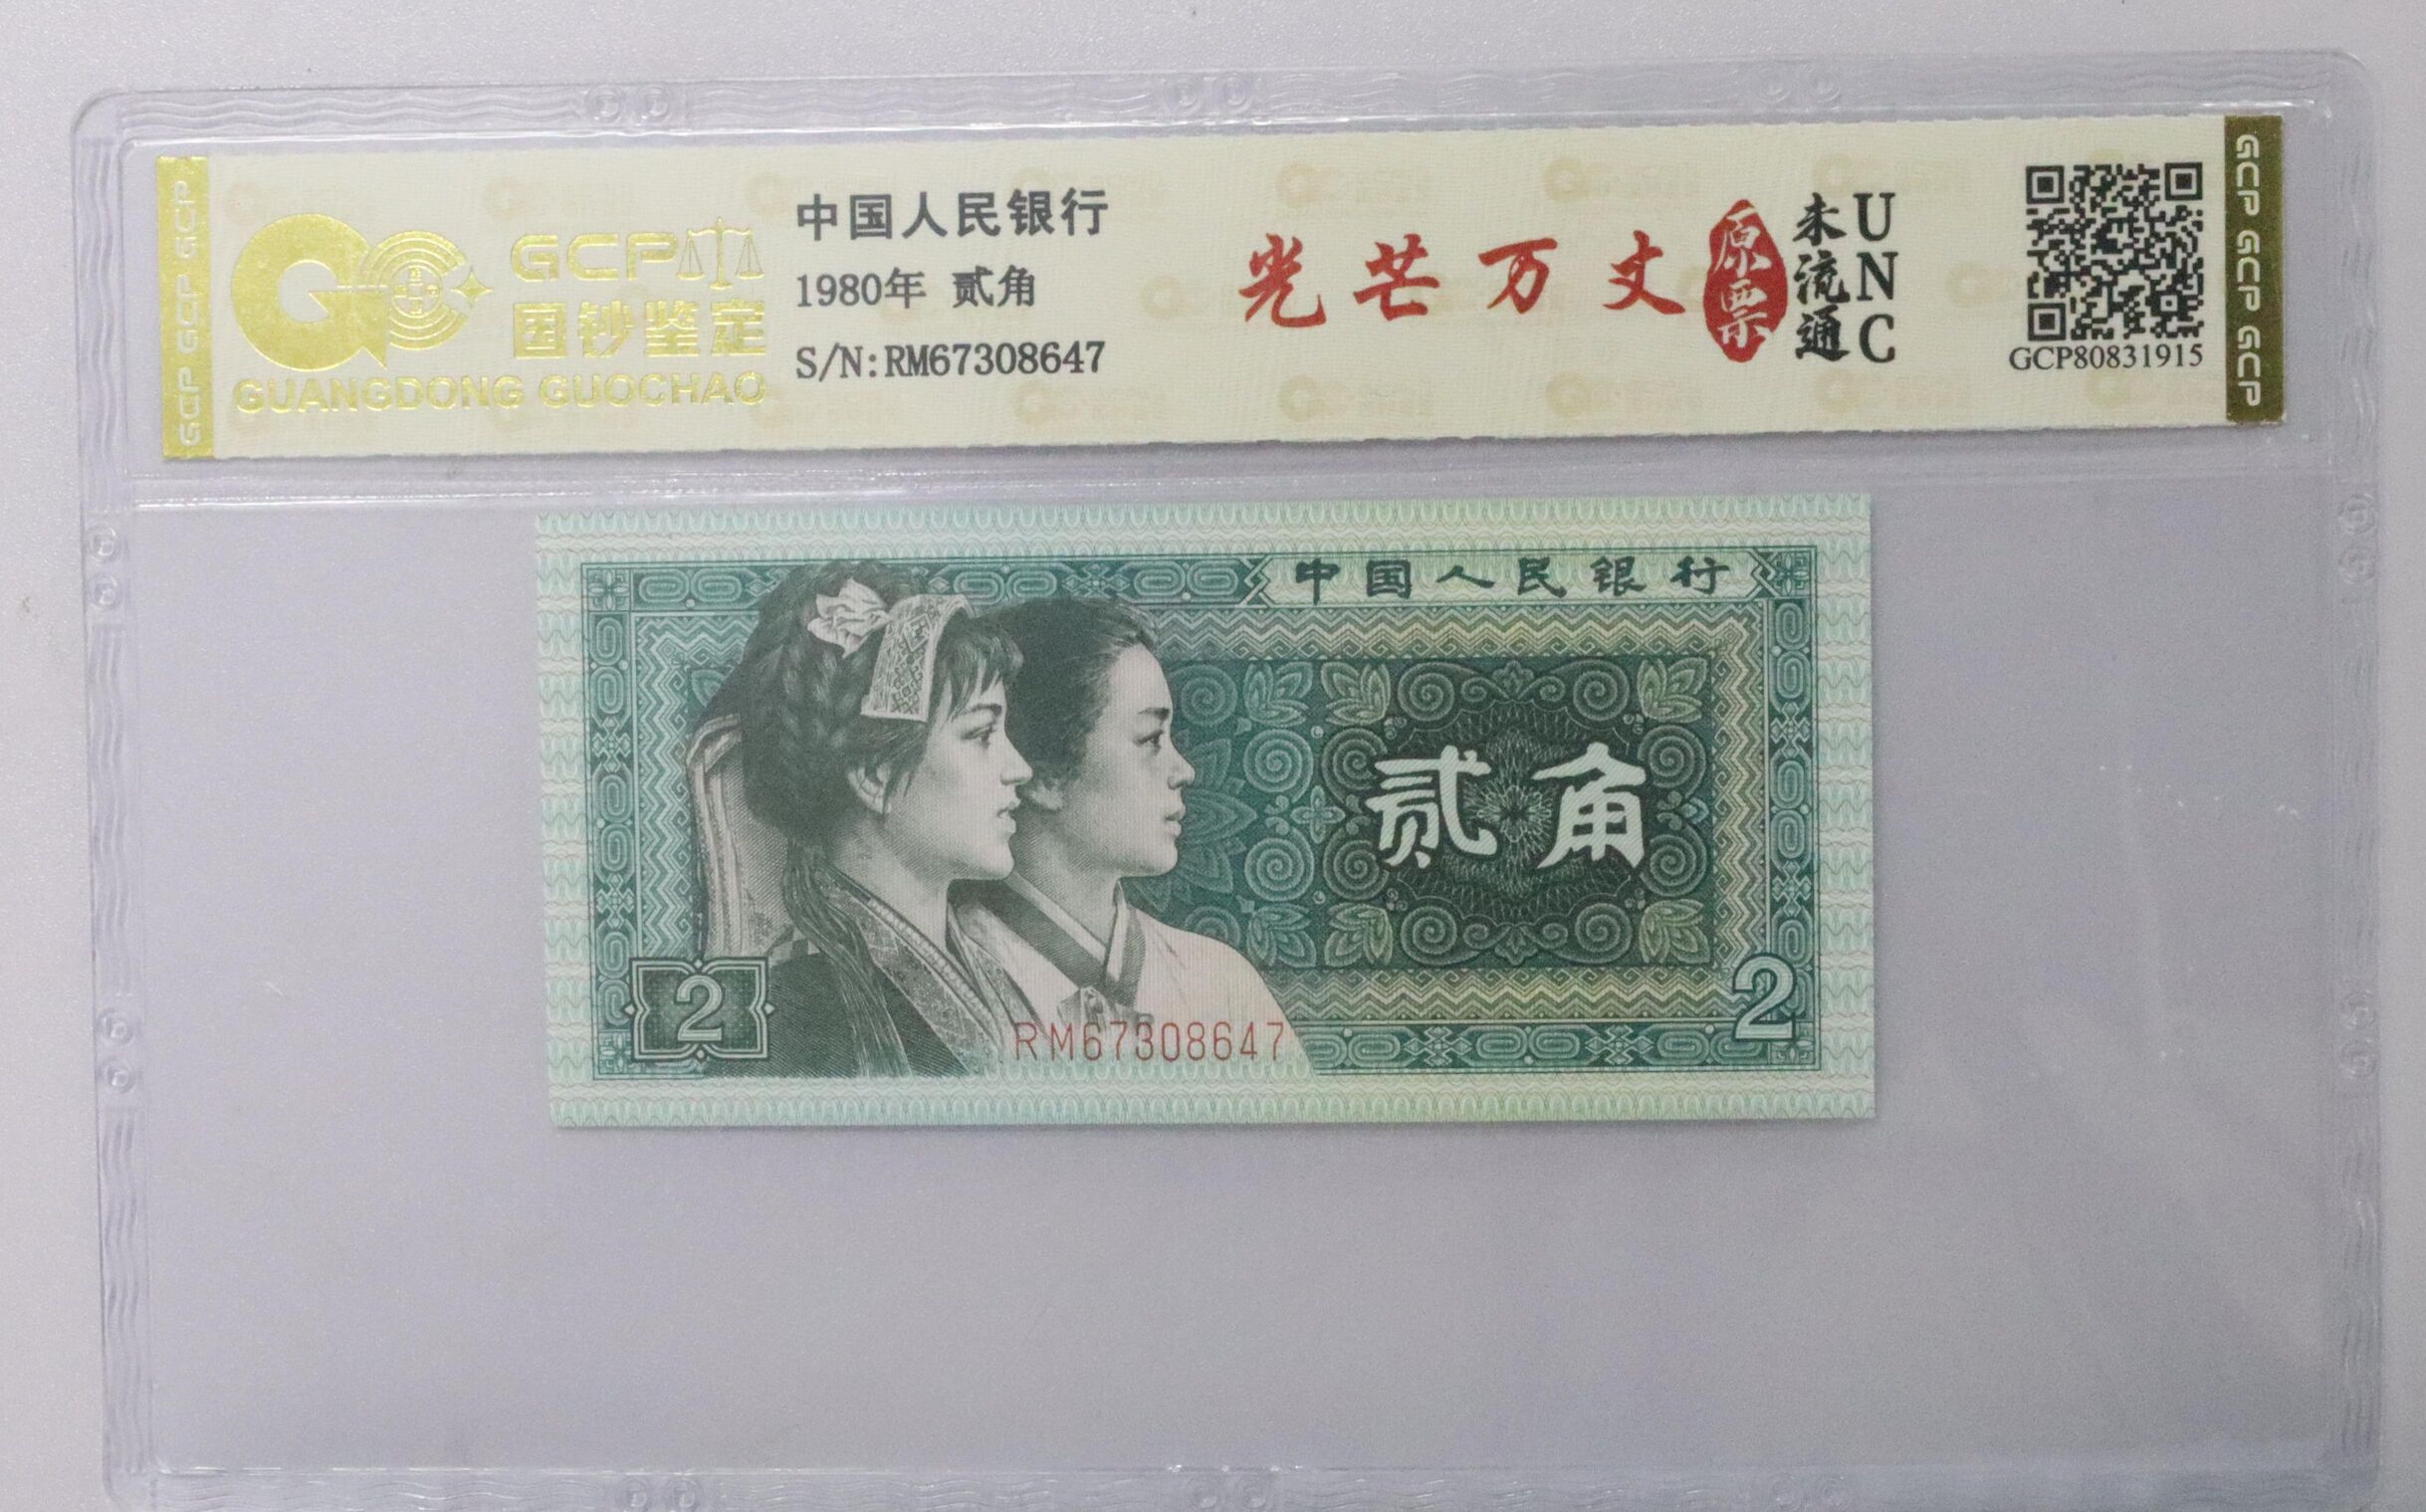 GCP GCP GCP
GCP
国钞鉴定
GUANGDONG GUOCHAO
中国人民银行
1980年 贰角
S/N:RM67308647
光芒万丈
原票
未流通
UNC
GCP80831915
GCP GCP GCP
中国人民银行
贰角
2
2
RM67308647